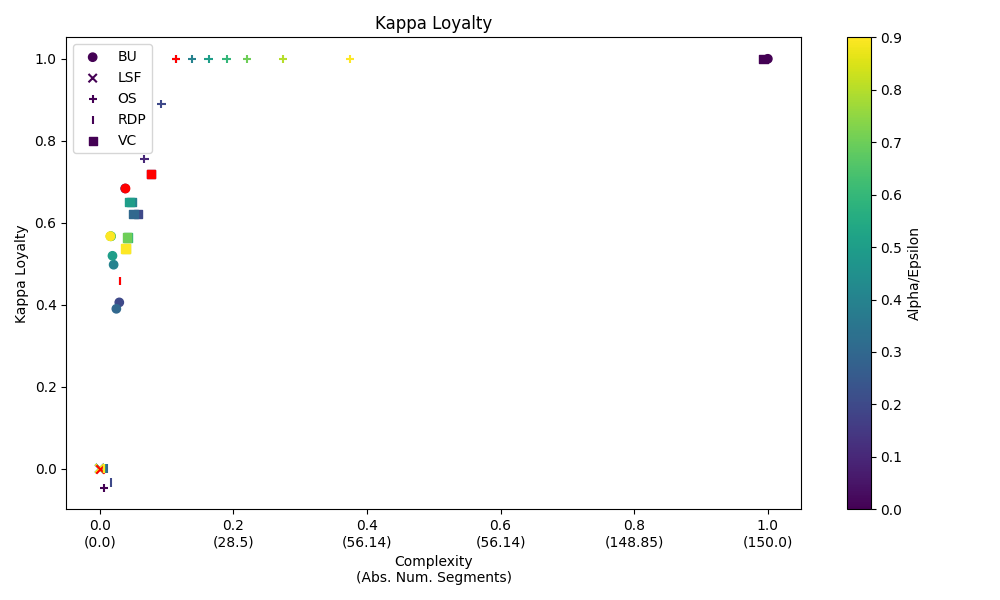 Kappa Loyalty
BU
LSF
OS
RDP
VC
Kappa Loyalty
1.0
0.8
0.6
0.4
0.2
0.0
0.0 0.2 0.4 0.6 0.8 1.0
(0.0) (28.5) (56.14) (56.14) (148.85) (150.0)
Complexity
(Abs. Num. Segments)
0.9
0.8
0.7
0.6
0.5
0.4
0.3
0.2
0.1
0.0
Alpha/Epsilon